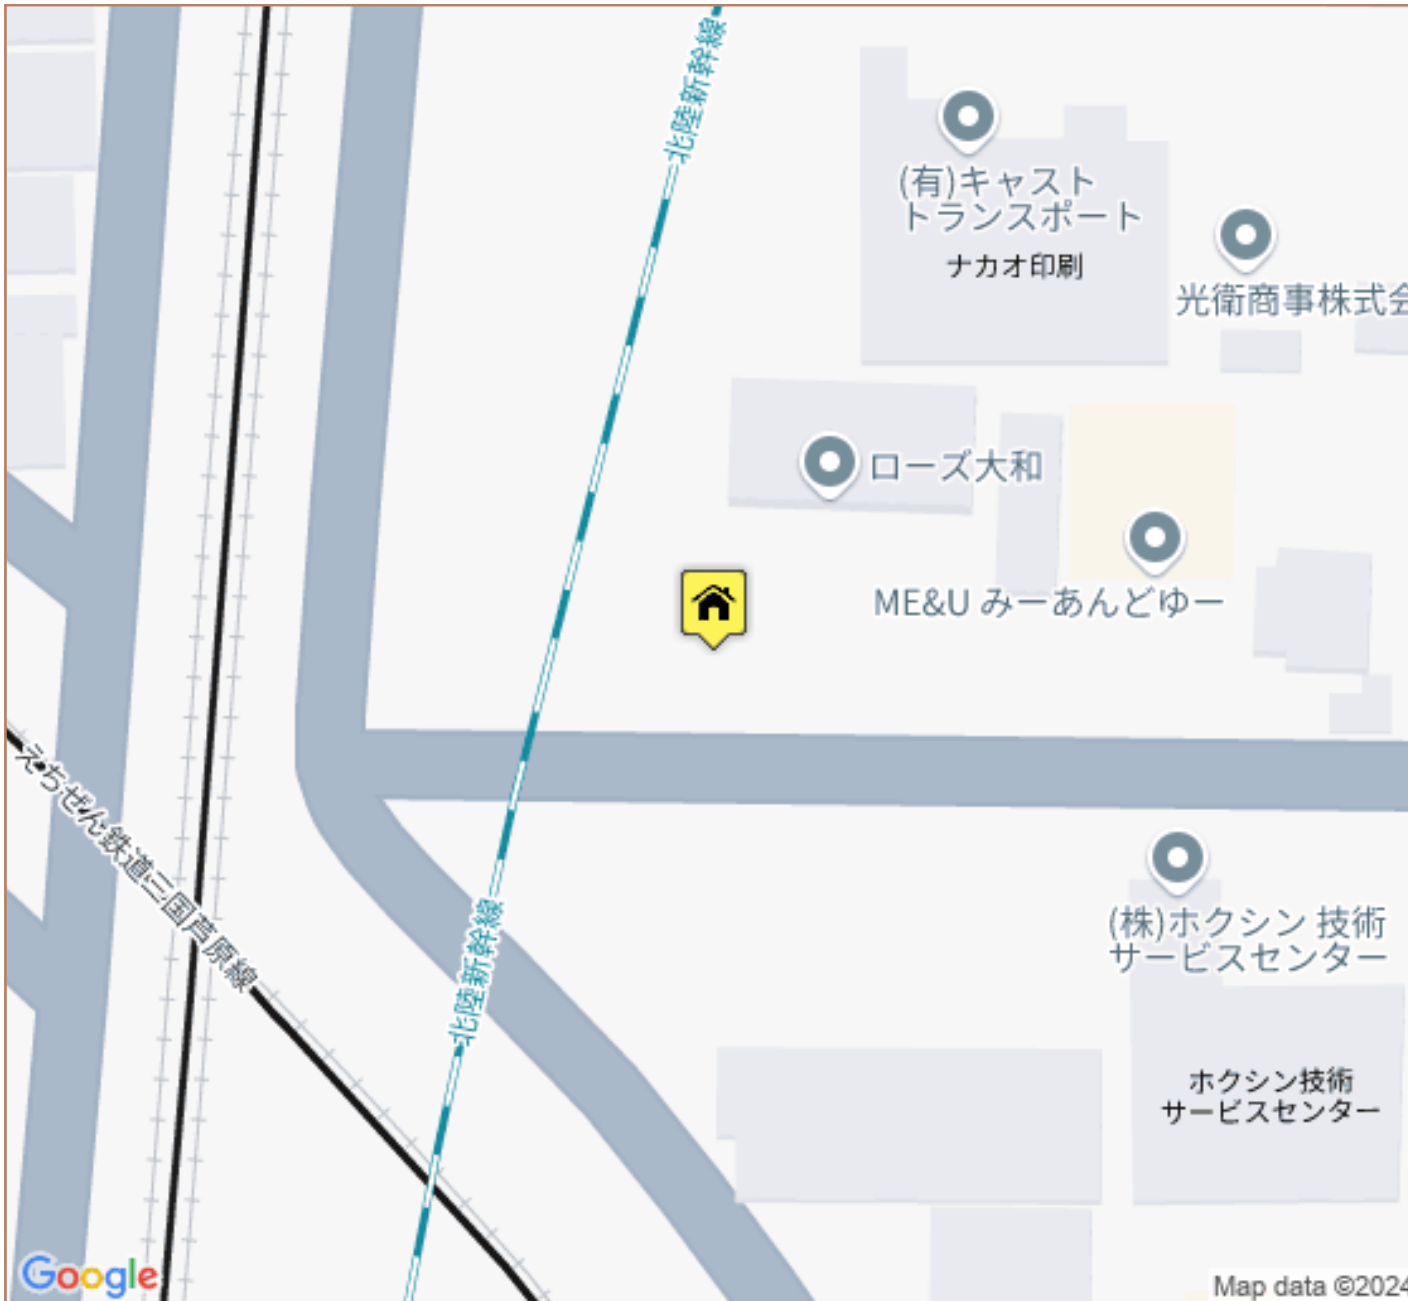 北陸新幹線
(有)キャスト
トランスポート
ナカオ印刷
光衛商事株式会
ローズ大和
ME&U みーあんどゆー
えちぜん鉄道三国芦原線
北陸新幹線
(株)ホクシン 技術
サービスセンター
ホクシン技術
サービスセンター
Google
Map data ©2024